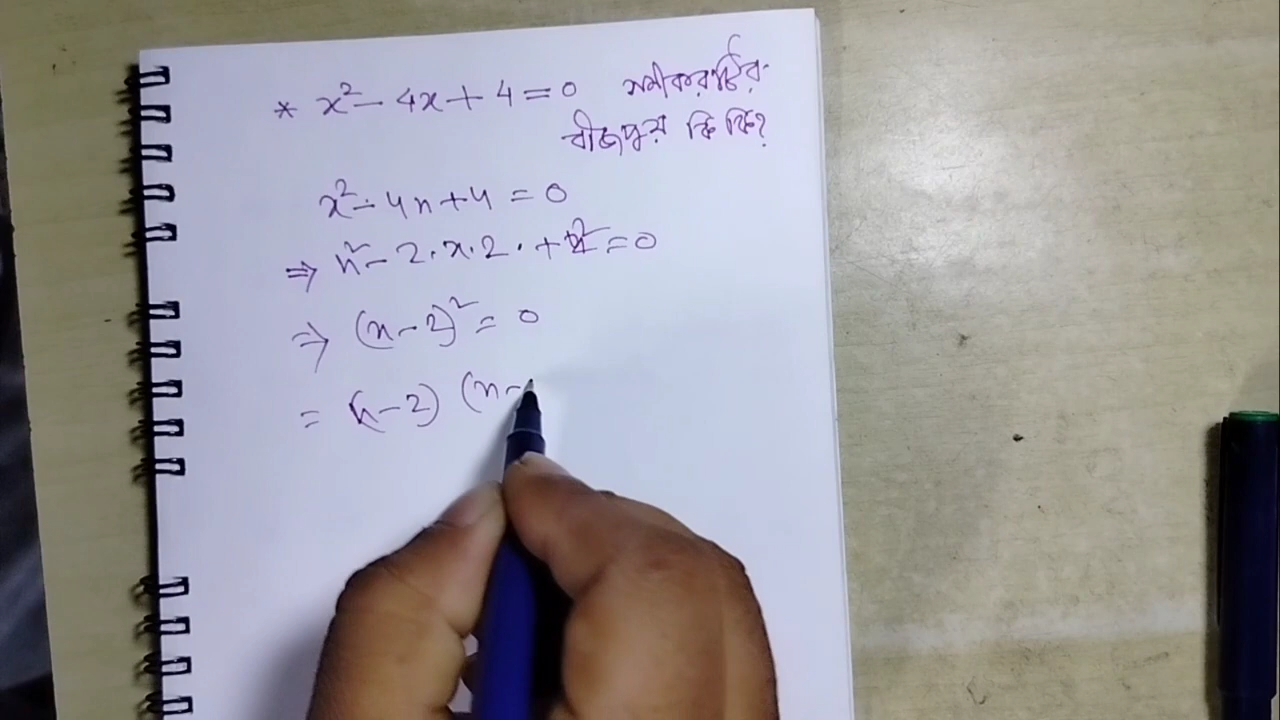 * x² - 4x + 4 = 0 সমীকরণটির
বীজদ্বয় কি কি?
x² - 4x + 4 = 0
⇒ x² - 2.x.2. + 2² = 0
⇒ (x - 2)² = 0
= (x - 2) (x -